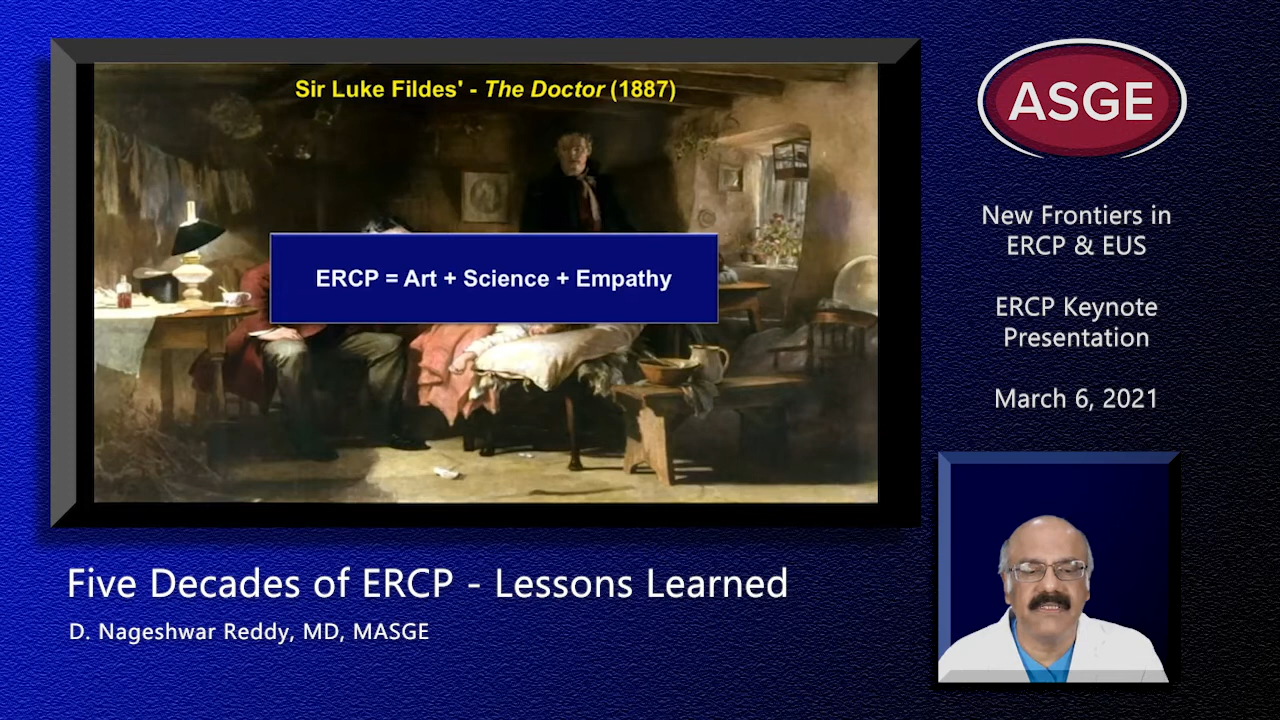 Sir Luke Fildes' - The Doctor (1887)
ERCP = Art + Science + Empathy
ASGE
New Frontiers in
ERCP & EUS
ERCP Keynote
Presentation
March 6, 2021
Five Decades of ERCP - Lessons Learned
D. Nageshwar Reddy, MD, MASGE